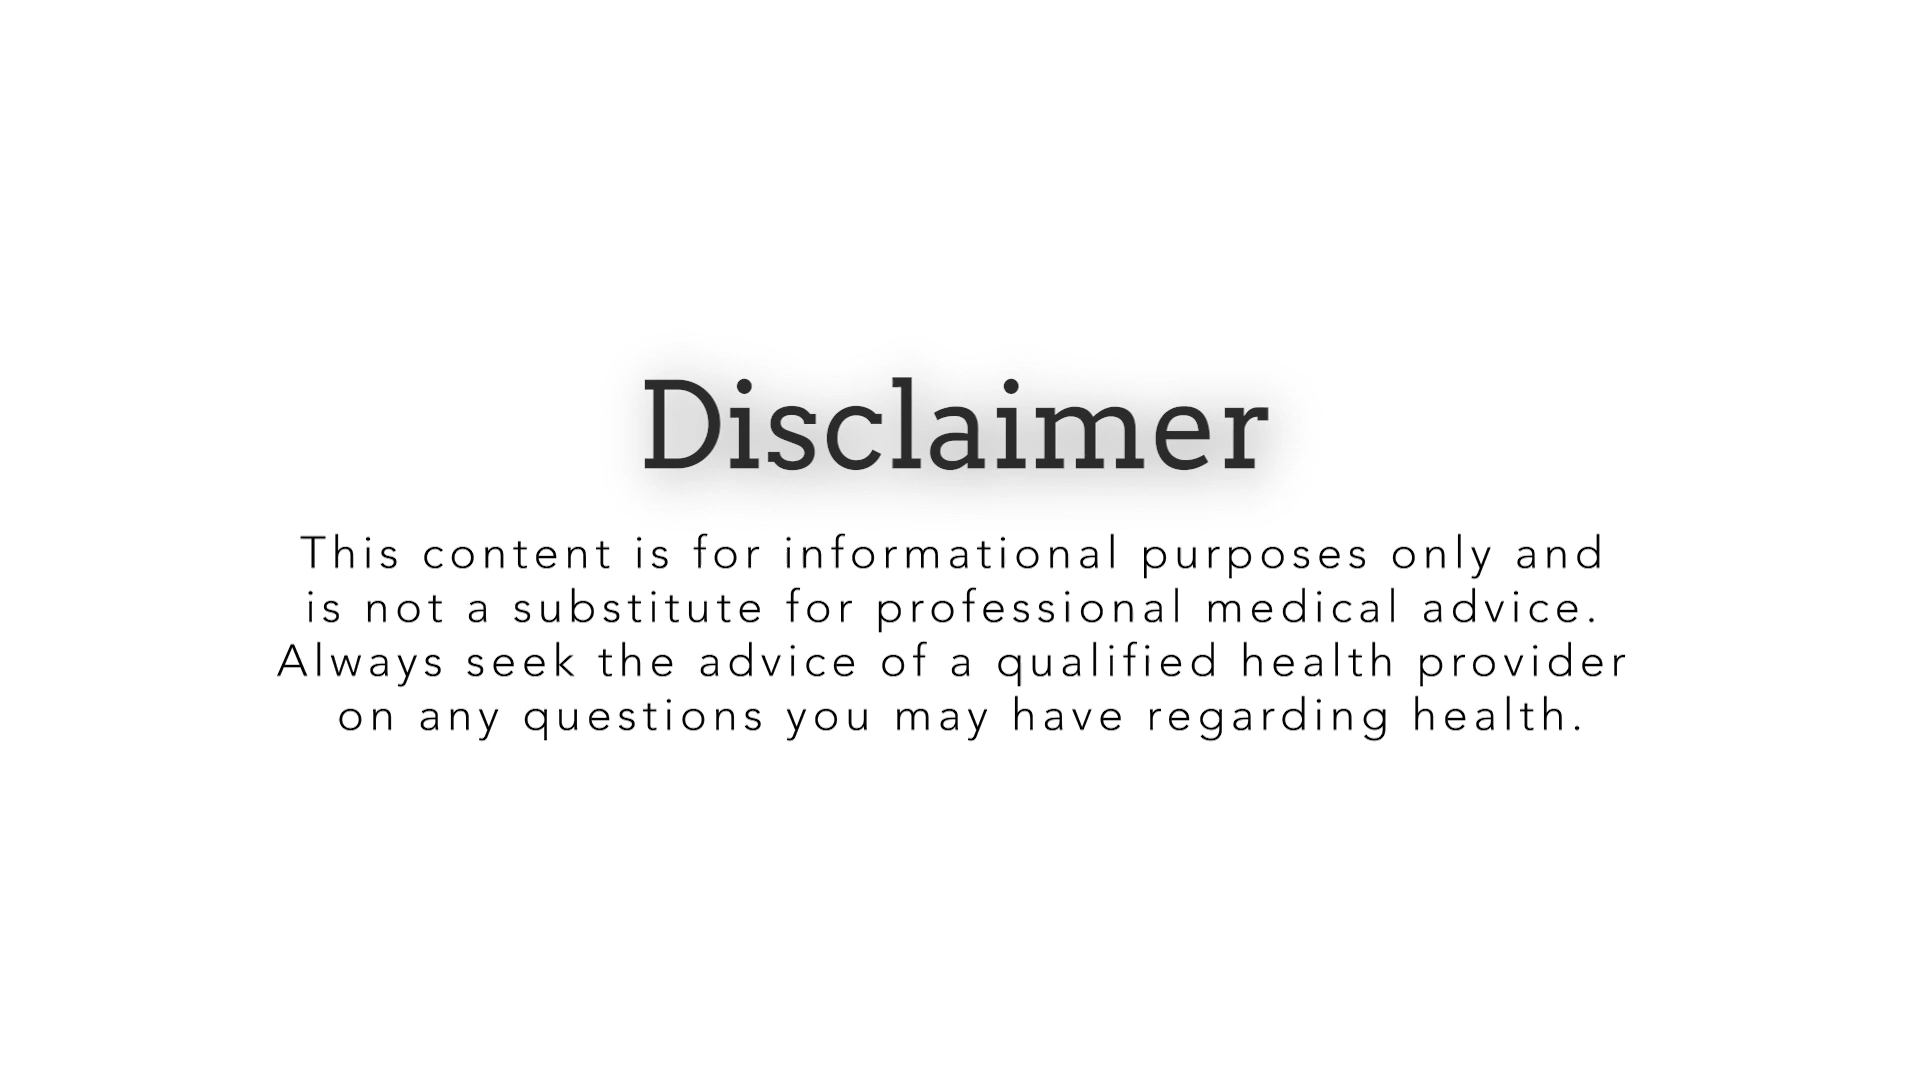 Disclaimer
This content is for informational purposes only and
is not a substitute for professional medical advice.
Always seek the advice of a qualified health provider
on any questions you may have regarding health.